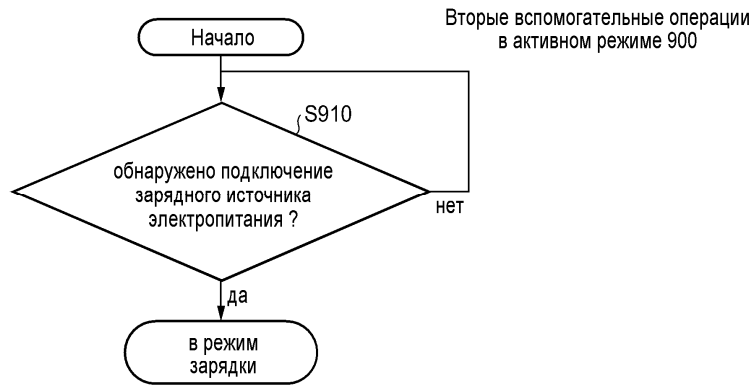 Вторые вспомогательные операции
в активном режиме 900
Начало
S910
обнаружено подключение
зарядного источника
электропитания ?
нет
да
в режим
зарядки